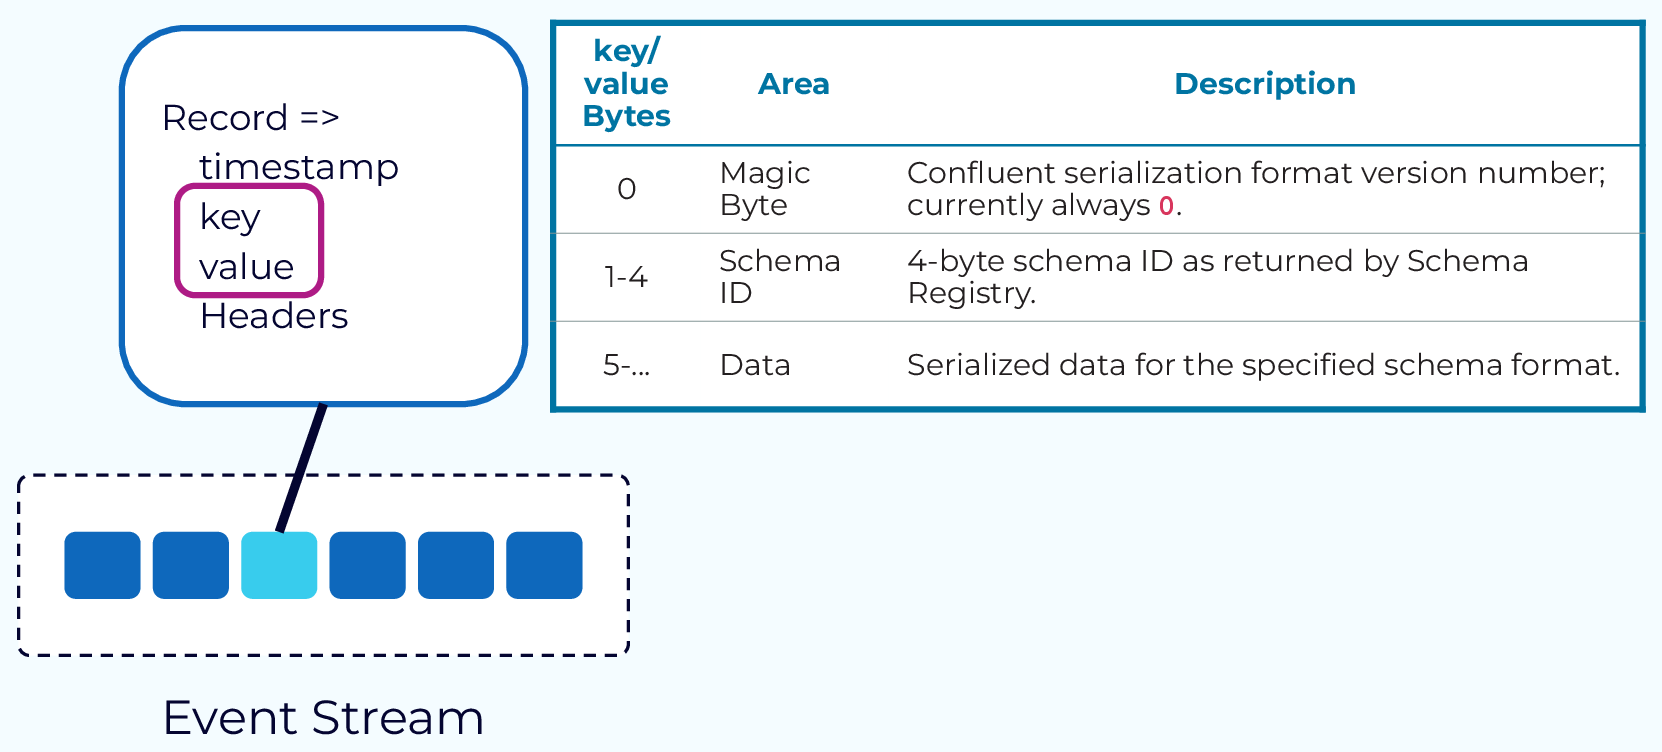 Record =>
timestamp
key
value
Headers
key/
value
Bytes
Area
Description
0
Magic
Byte
Confluent serialization format version number;
currently always 0.
1-4
Schema
ID
4-byte schema ID as returned by Schema
Registry.
5-...
Data
Serialized data for the specified schema format.
Event Stream